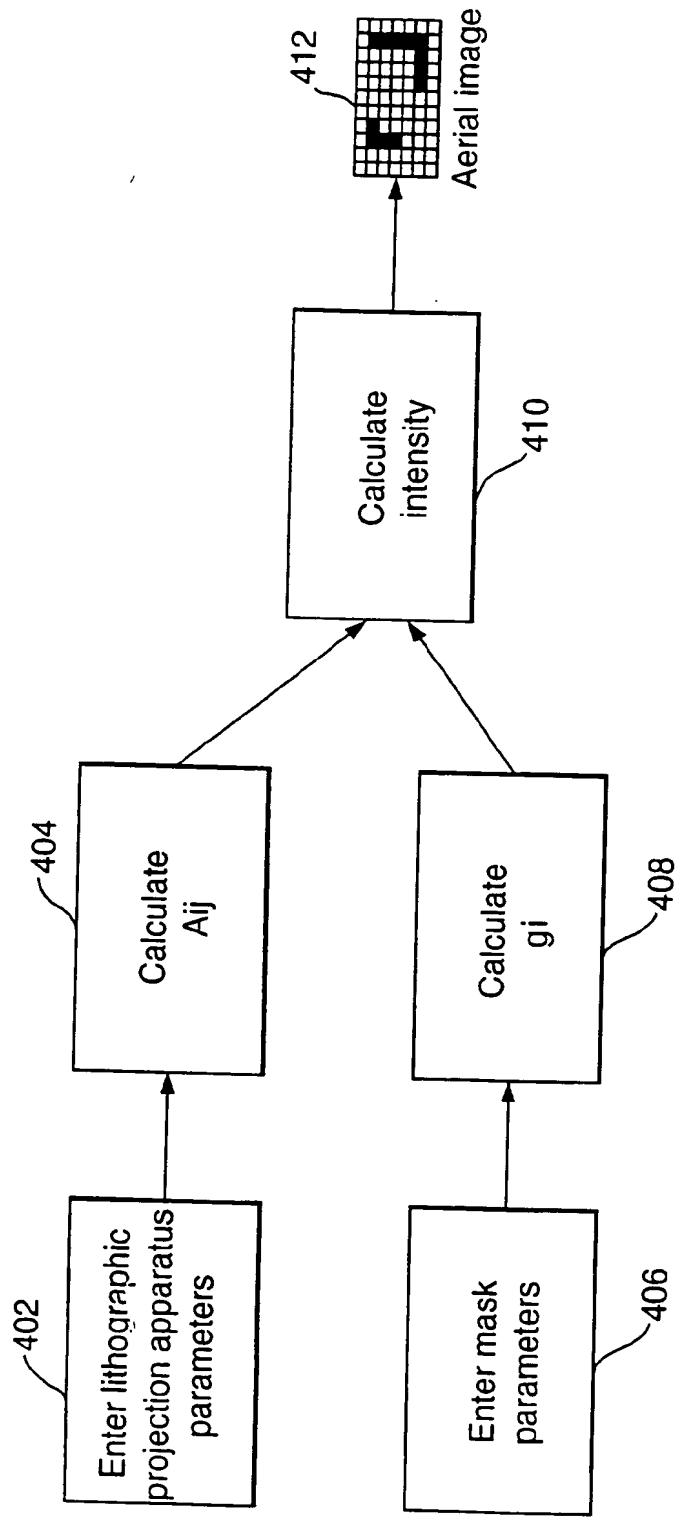 402
Enter lithographic
projection apparatus
parameters
404
Calculate
Aij
406
Enter mask
parameters
408
Calculate
gi
410
Calculate
intensity
412
Aerial image